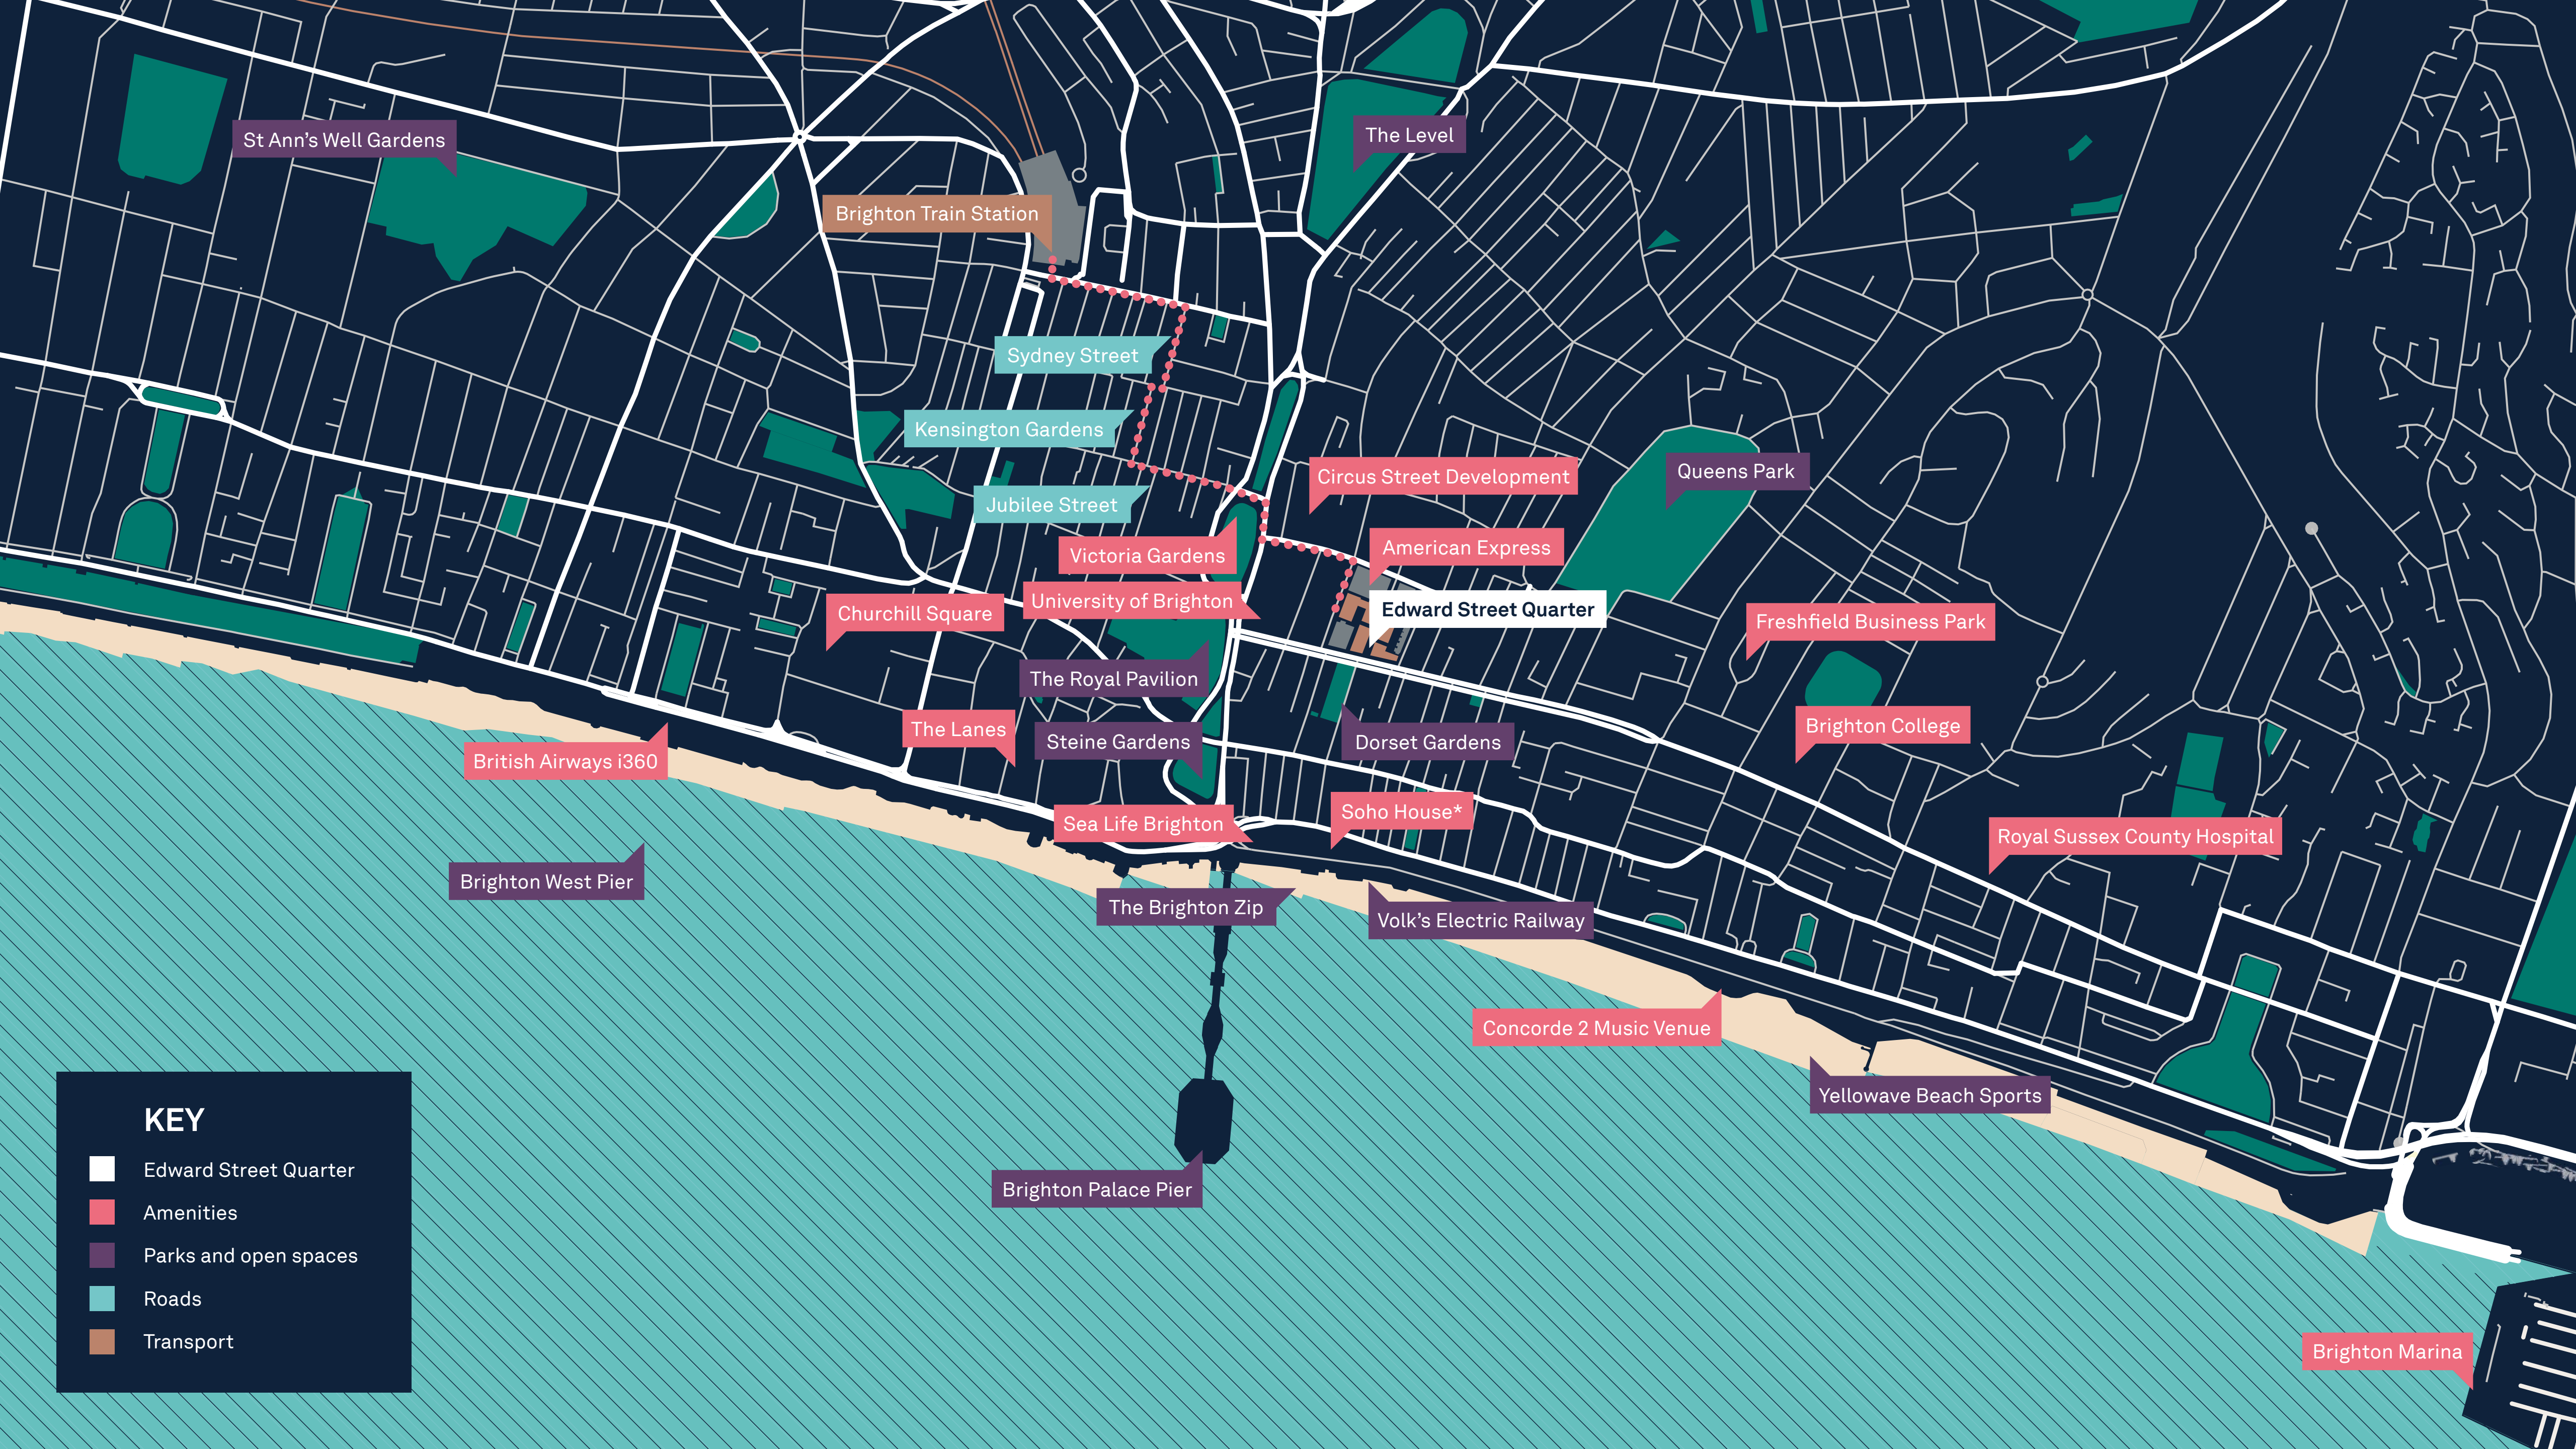 The Level
St Ann's Well Gardens
Brighton Train Station
Sydney Street
Kensington Gardens
Queens Park
Circus Street Development
Jubilee Street
American Express
Victoria Gardens
University of Brighton
Edward Street Quarter
Churchill Square
Freshfield Business Park
The Royal Pavilion
Brighton College
The Lanes
Steine Gardens
Dorset Gardens
British Airways i360
Soho House*
Sea Life Brighton
Royal Sussex County Hospital
Brighton West Pier
The Brighton Zip
Volk's Electric Railway
Concorde 2 Music Venue
Yellowave Beach Sports
Brighton Palace Pier
Brighton Marina
KEY
Edward Street Quarter
Amenities
Parks and open spaces
Roads
Transport